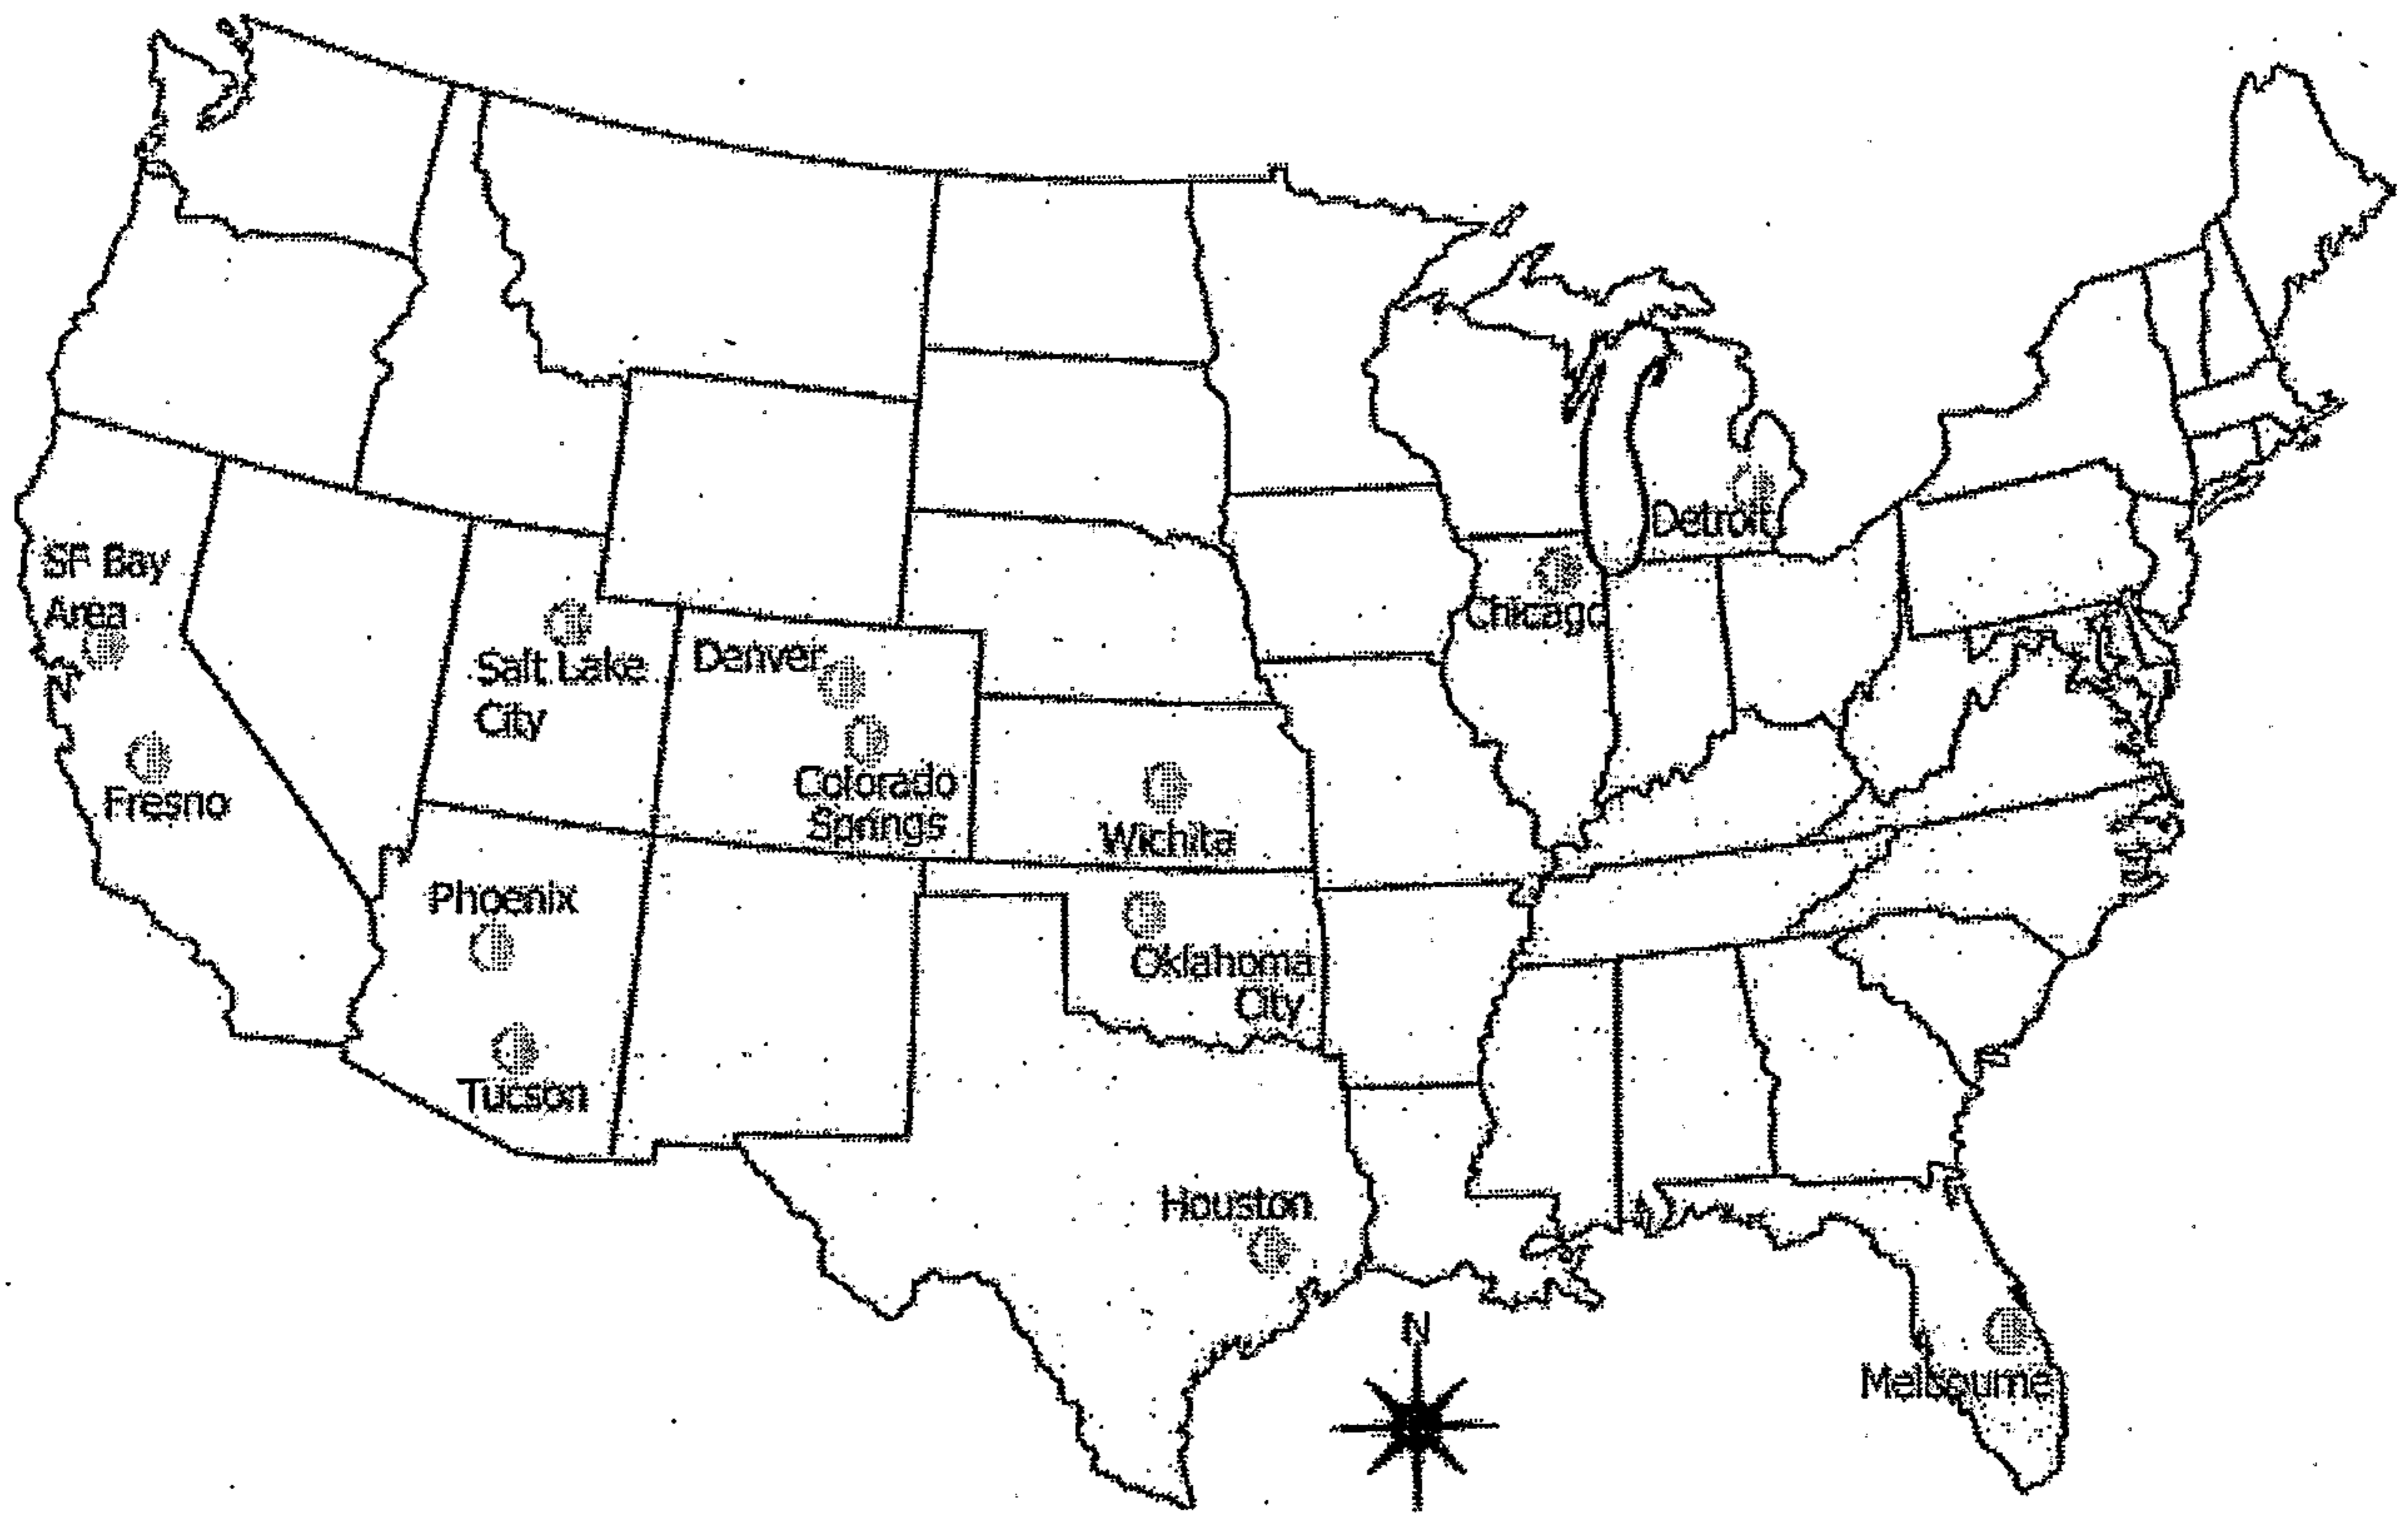 Detroit
SF Bay
Area
Chicago
Salt Lake
City
Denver
Colorado
Springs
Fresno
Wichita
Phoenix
Oklahoma
City
Tucson
Houston
N
Melbourne